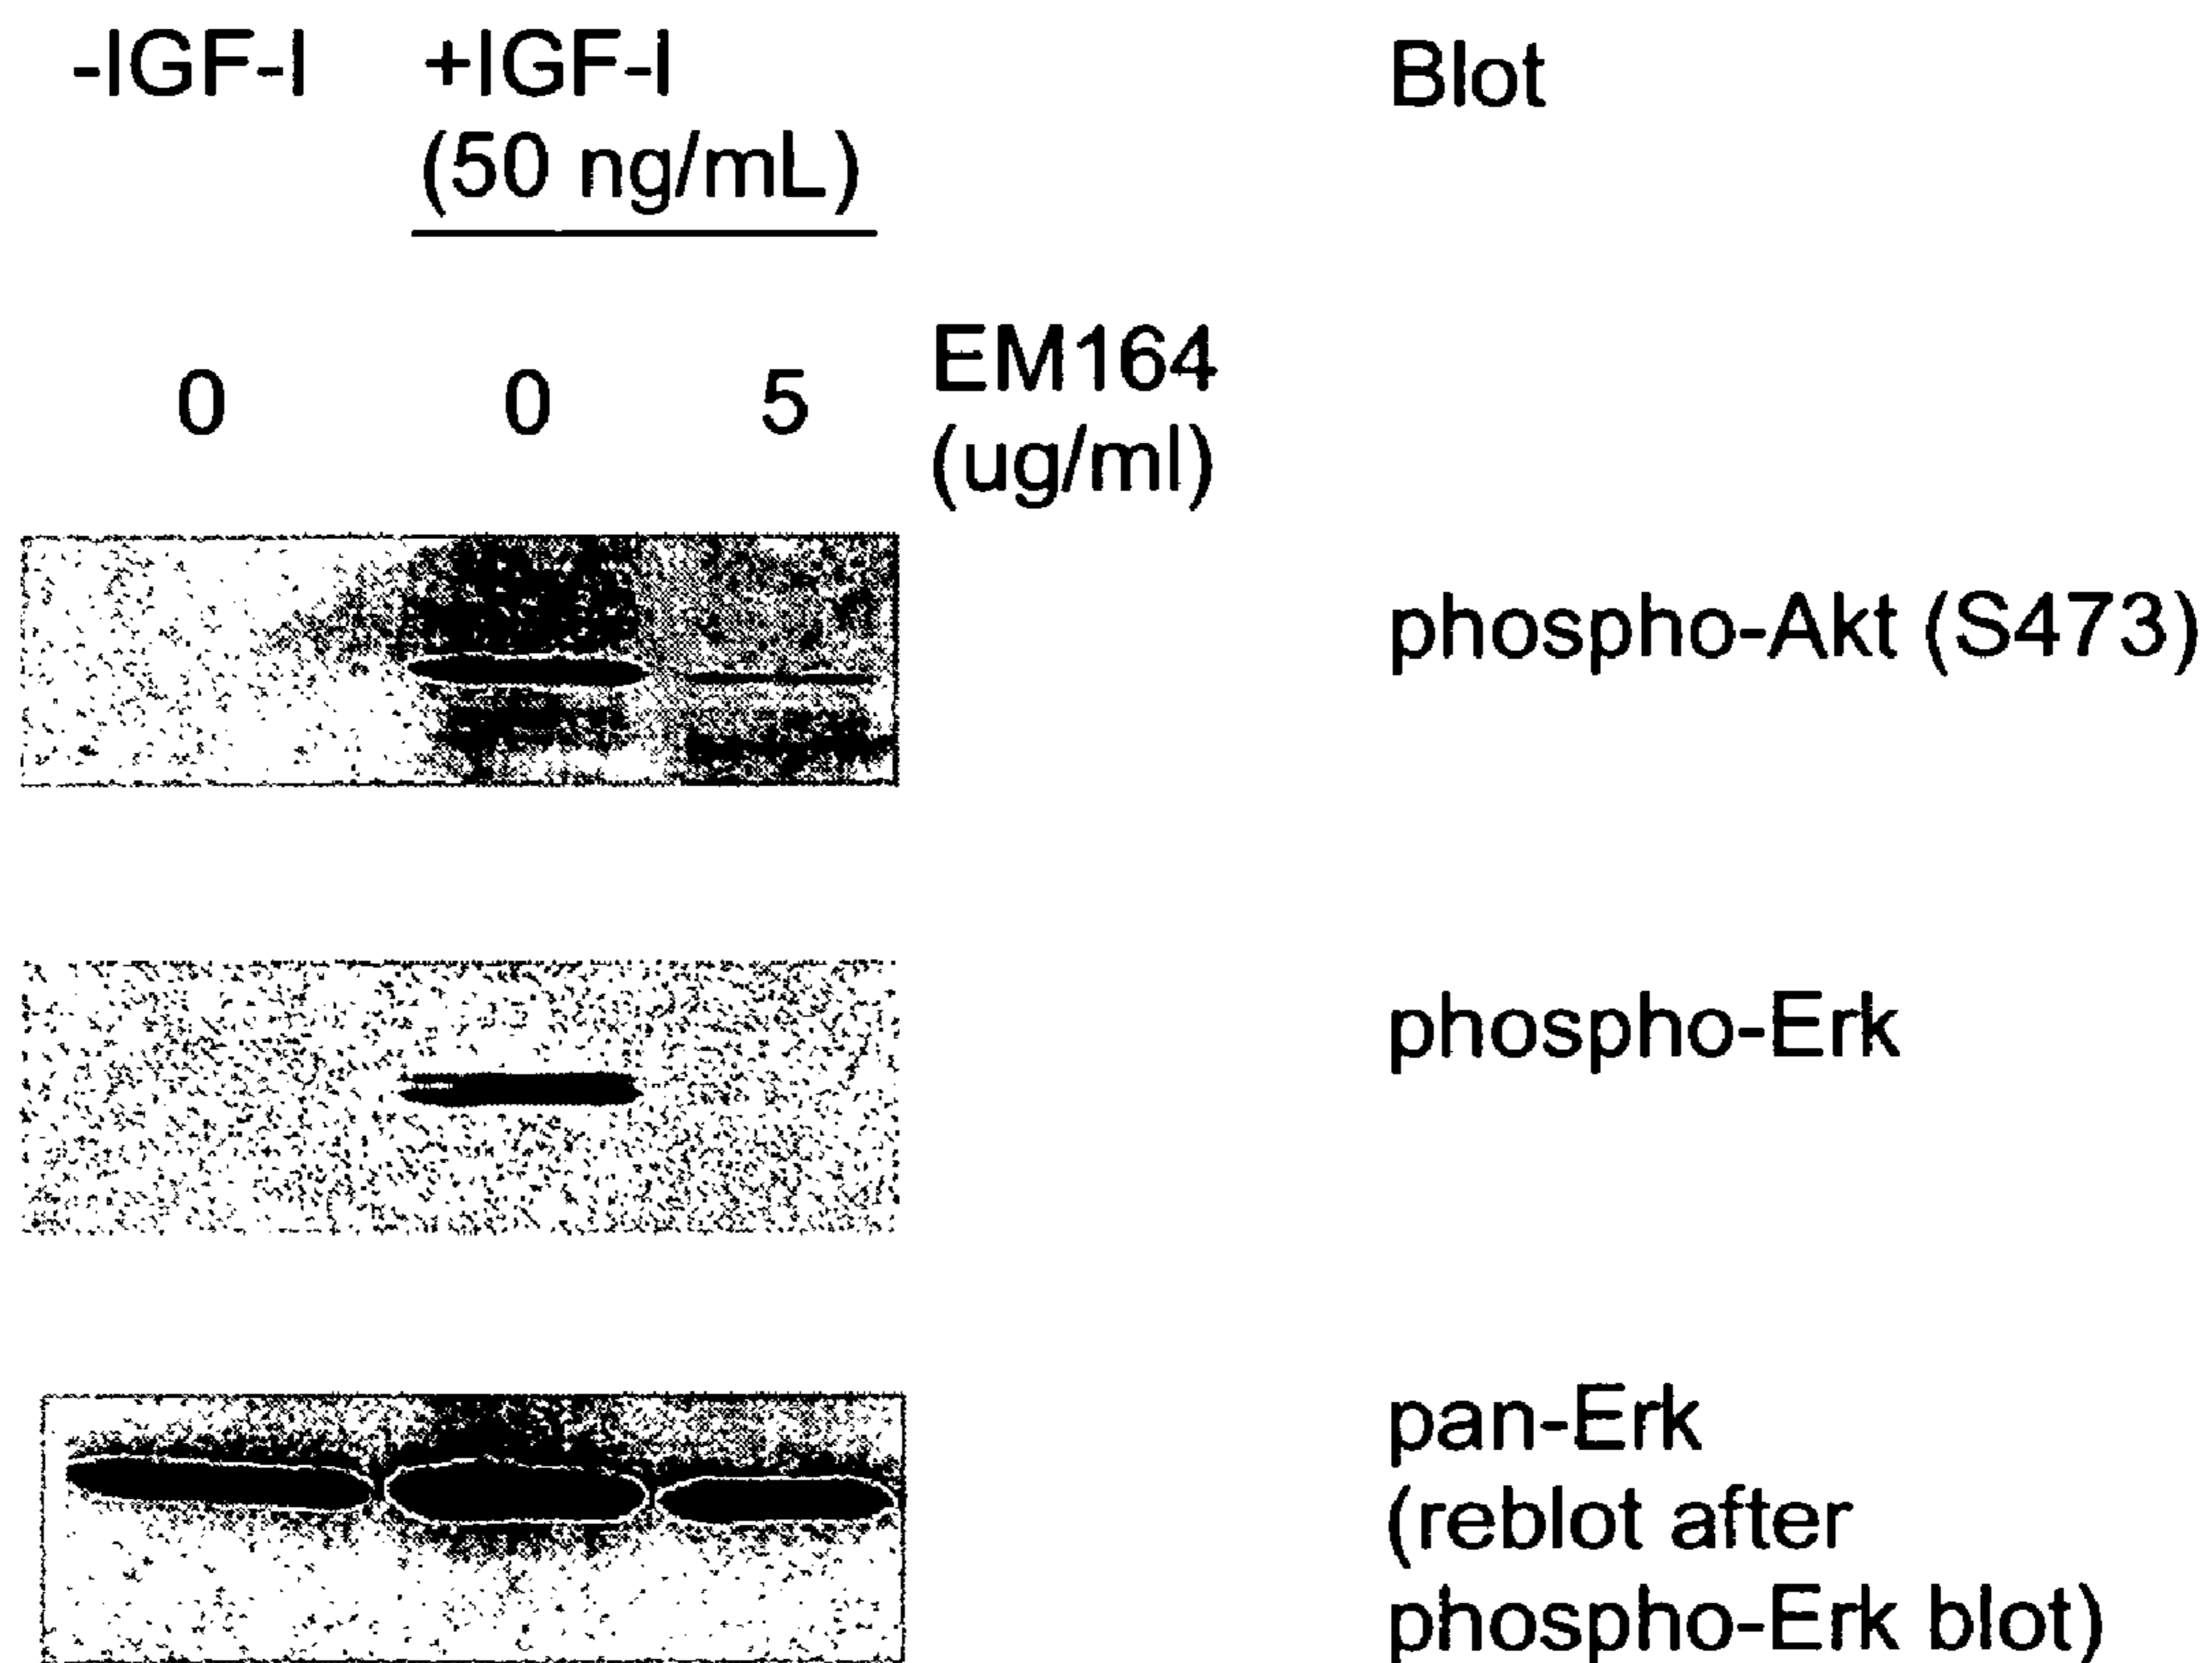 -IGF-I +IGF-I Blot
(50 ng/mL)
0 0 5 EM164
(ug/ml)
phospho-Akt (S473)
phospho-Erk
pan-Erk
(reblot after
phospho-Erk blot)